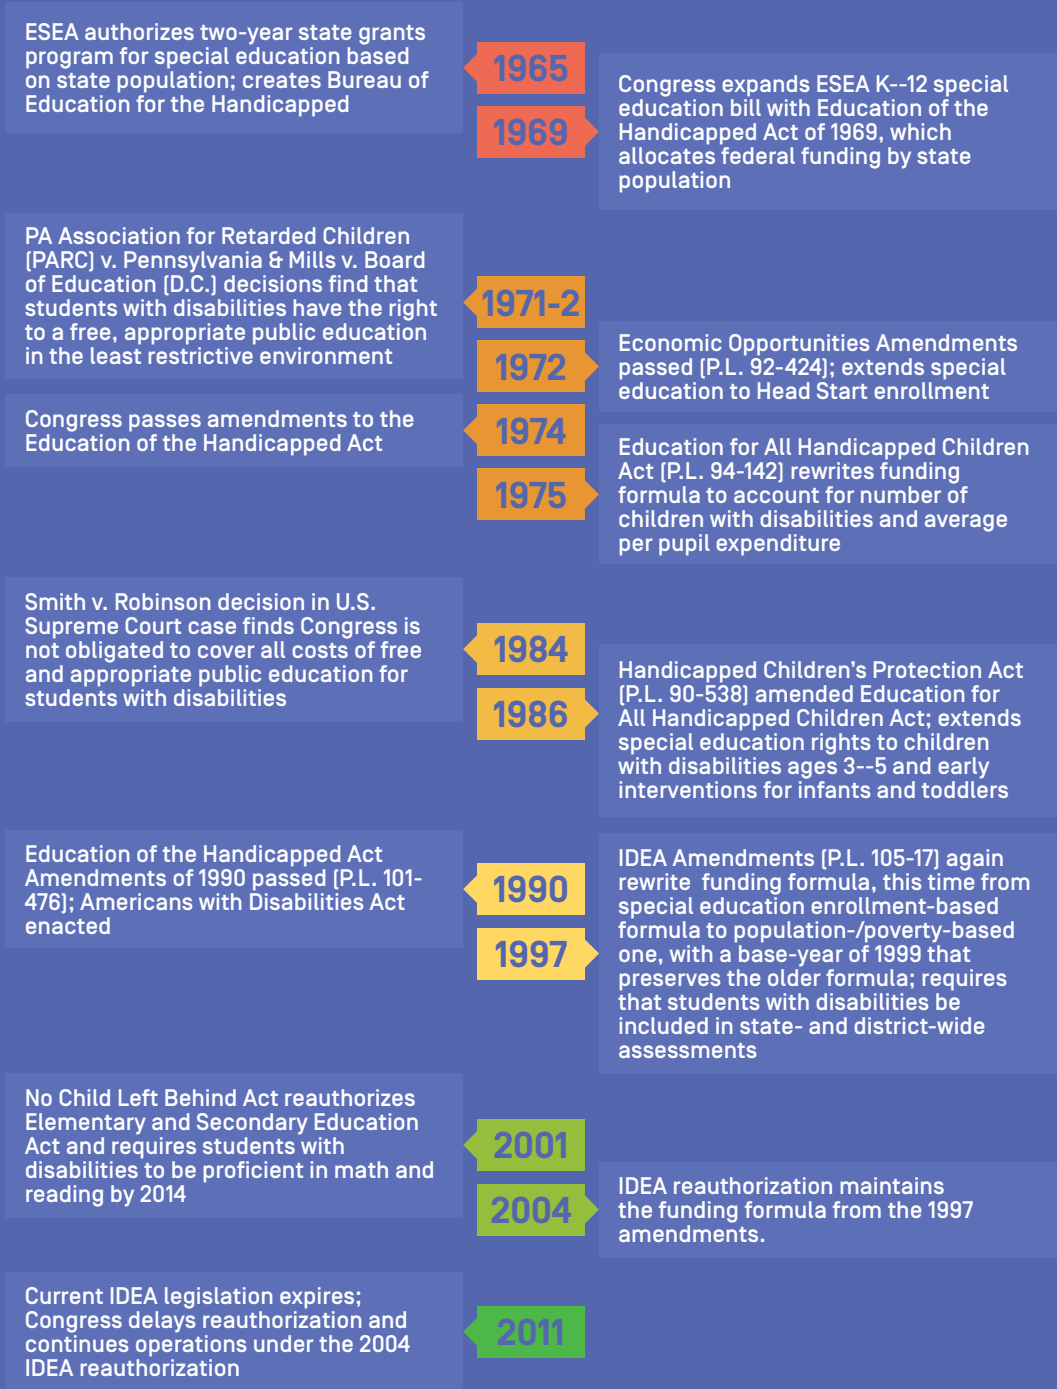 ESEA authorizes two-year state grants
program for special education based
on state population; creates Bureau of
Education for the Handicapped
1965
1969
Congress expands ESEA K--12 special
education bill with Education of the
Handicapped Act of 1969, which
allocates federal funding by state
population
PA Association for Retarded Children
(PARC) v. Pennsylvania & Mills v. Board
of Education (D.C.) decisions find that
students with disabilities have the right
to a free, appropriate public education
in the least restrictive environment
1971-2
1972
Economic Opportunities Amendments
passed (P.L. 92-424); extends special
education to Head Start enrollment
Congress passes amendments to the
Education of the Handicapped Act
1974
1975
Education for All Handicapped Children
Act (P.L. 94-142) rewrites funding
formula to account for number of
children with disabilities and average
per pupil expenditure
Smith v. Robinson decision in U.S.
Supreme Court case finds Congress is
not obligated to cover all costs of free
and appropriate public education for
students with disabilities
1984
1986
Handicapped Children's Protection Act
(P.L. 90-538) amended Education for
All Handicapped Children Act; extends
special education rights to children
with disabilities ages 3--5 and early
interventions for infants and toddlers
Education of the Handicapped Act
Amendments of 1990 passed (P.L. 101-
476); Americans with Disabilities Act
enacted
1990
1997
IDEA Amendments (P.L. 105-17) again
rewrite funding formula, this time from
special education enrollment-based
formula to population-/poverty-based
one, with a base-year of 1999 that
preserves the older formula; requires
that students with disabilities be
included in state- and district-wide
assessments
No Child Left Behind Act reauthorizes
Elementary and Secondary Education
Act and requires students with
disabilities to be proficient in math and
reading by 2014
2001
2004
IDEA reauthorization maintains
the funding formula from the 1997
amendments.
Current IDEA legislation expires;
Congress delays reauthorization and
continues operations under the 2004
IDEA reauthorization
2011